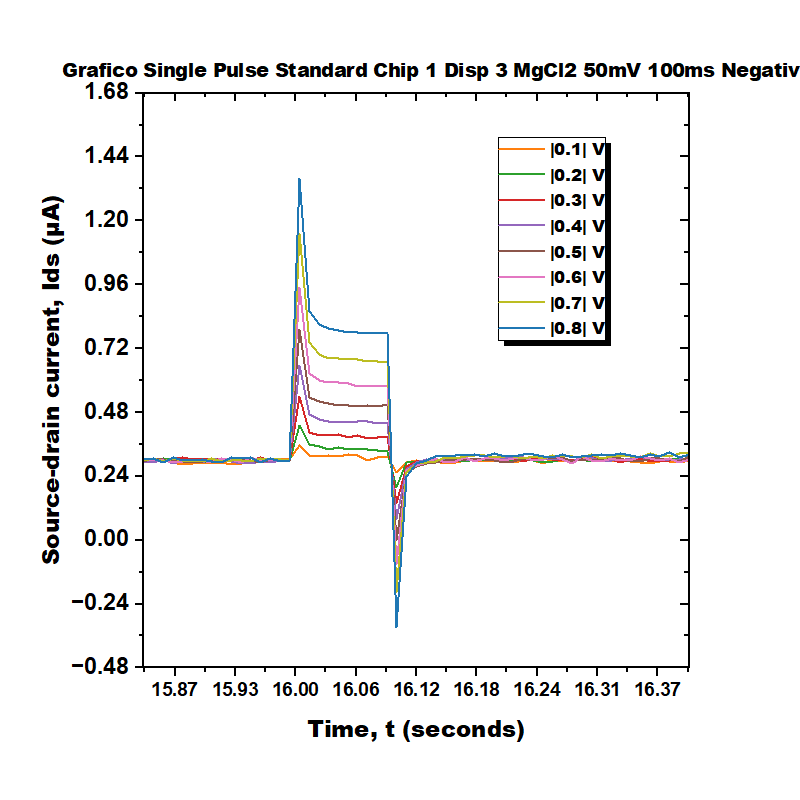 Grafico Single Pulse Standard Chip 1 Disp 3 MgCl2 50mV 100ms Negativ
1.68
1.44
1.20
0.96
0.72
0.48
0.24
0.00
−0.24
−0.48
Source-drain current, Ids (µA)
|0.1| V
|0.2| V
|0.3| V
|0.4| V
|0.5| V
|0.6| V
|0.7| V
|0.8| V
15.87 15.93 16.00 16.06 16.12 16.18 16.24 16.31 16.37
Time, t (seconds)